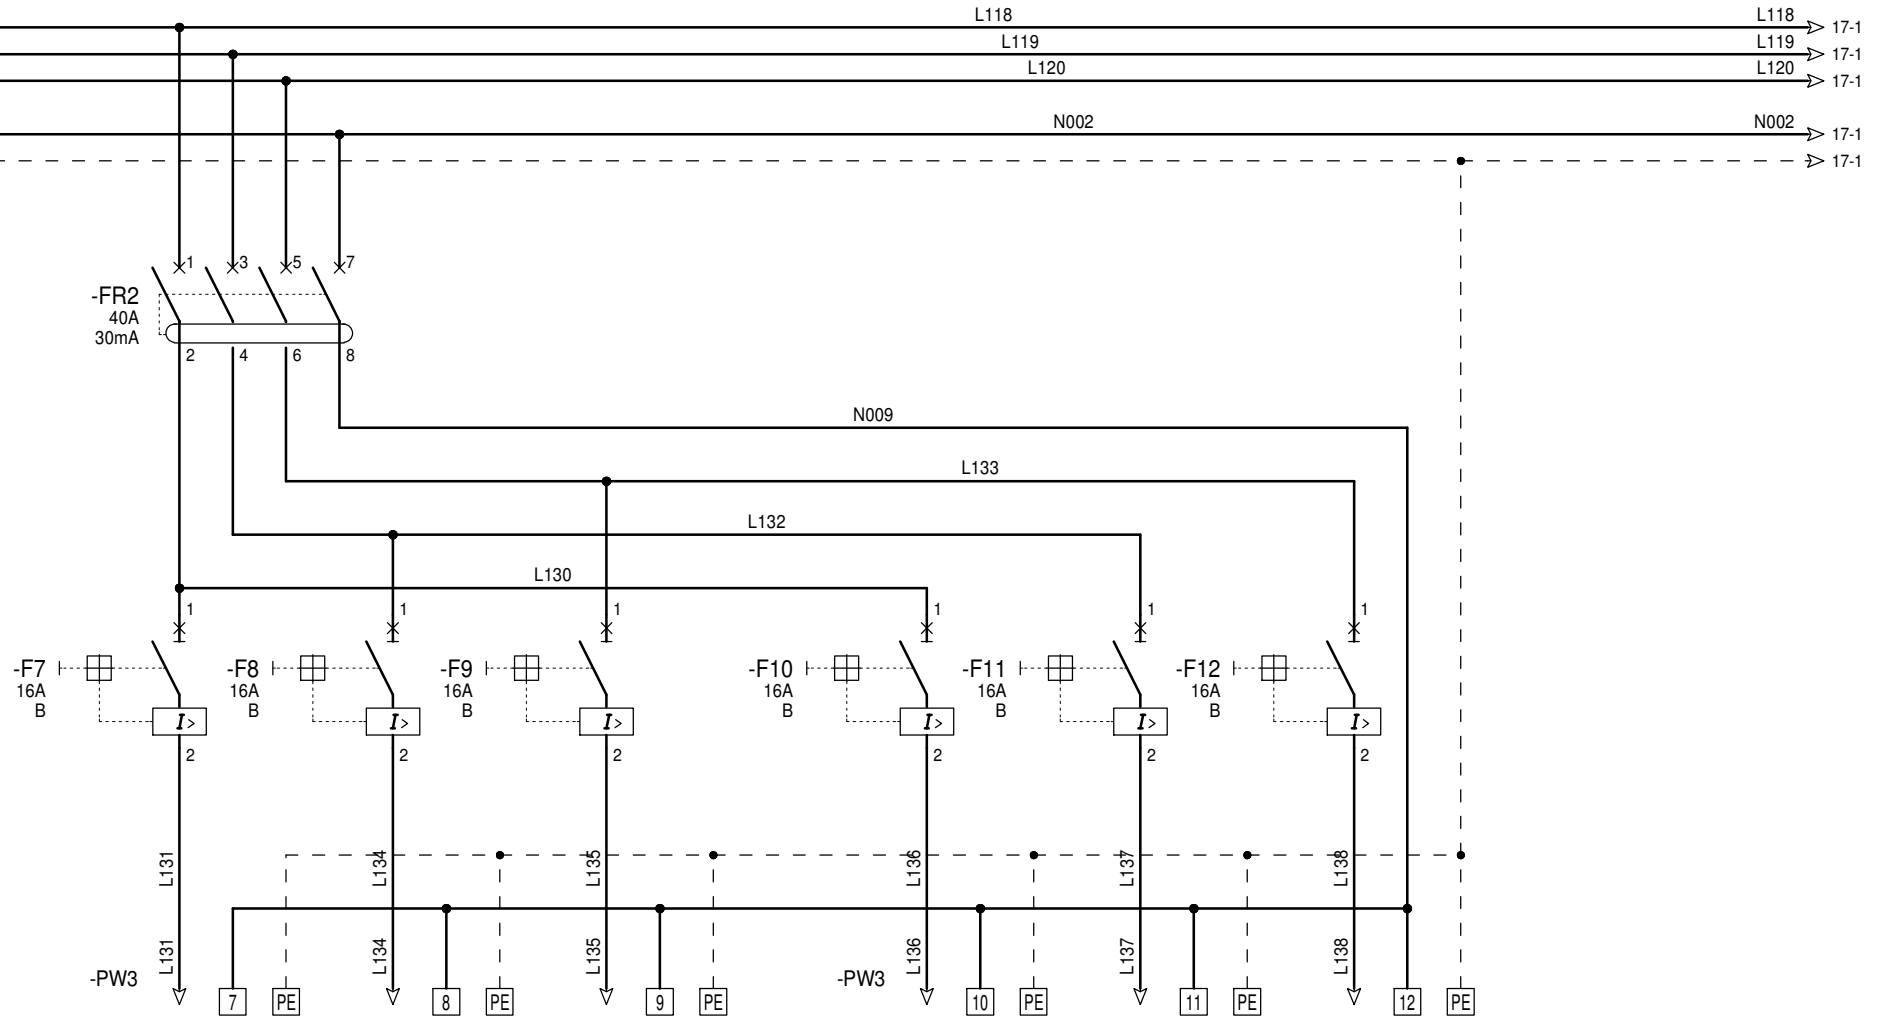 L118 L118 17-1
L119 L119 17-1
L120 L120 17-1
N002 N002 17-1
17-1
1 3 5 7
-FR2
40A
30mA
2 4 6 8
N009
L133
L132
L130
1 1 1 1 1 1
-F7 -F8 -F9 -F10 -F11 -F12
16A 16A 16A 16A 16A 16A
B B B B B B
I> I> I> I> I> I>
2 2 2 2 2 2
L131 L134 L135 L136 L137 L138
L131 L134 L135 L136 L137 L138
-PW3 -PW3
7 PE 8 PE 9 PE 10 PE 11 PE 12 PE